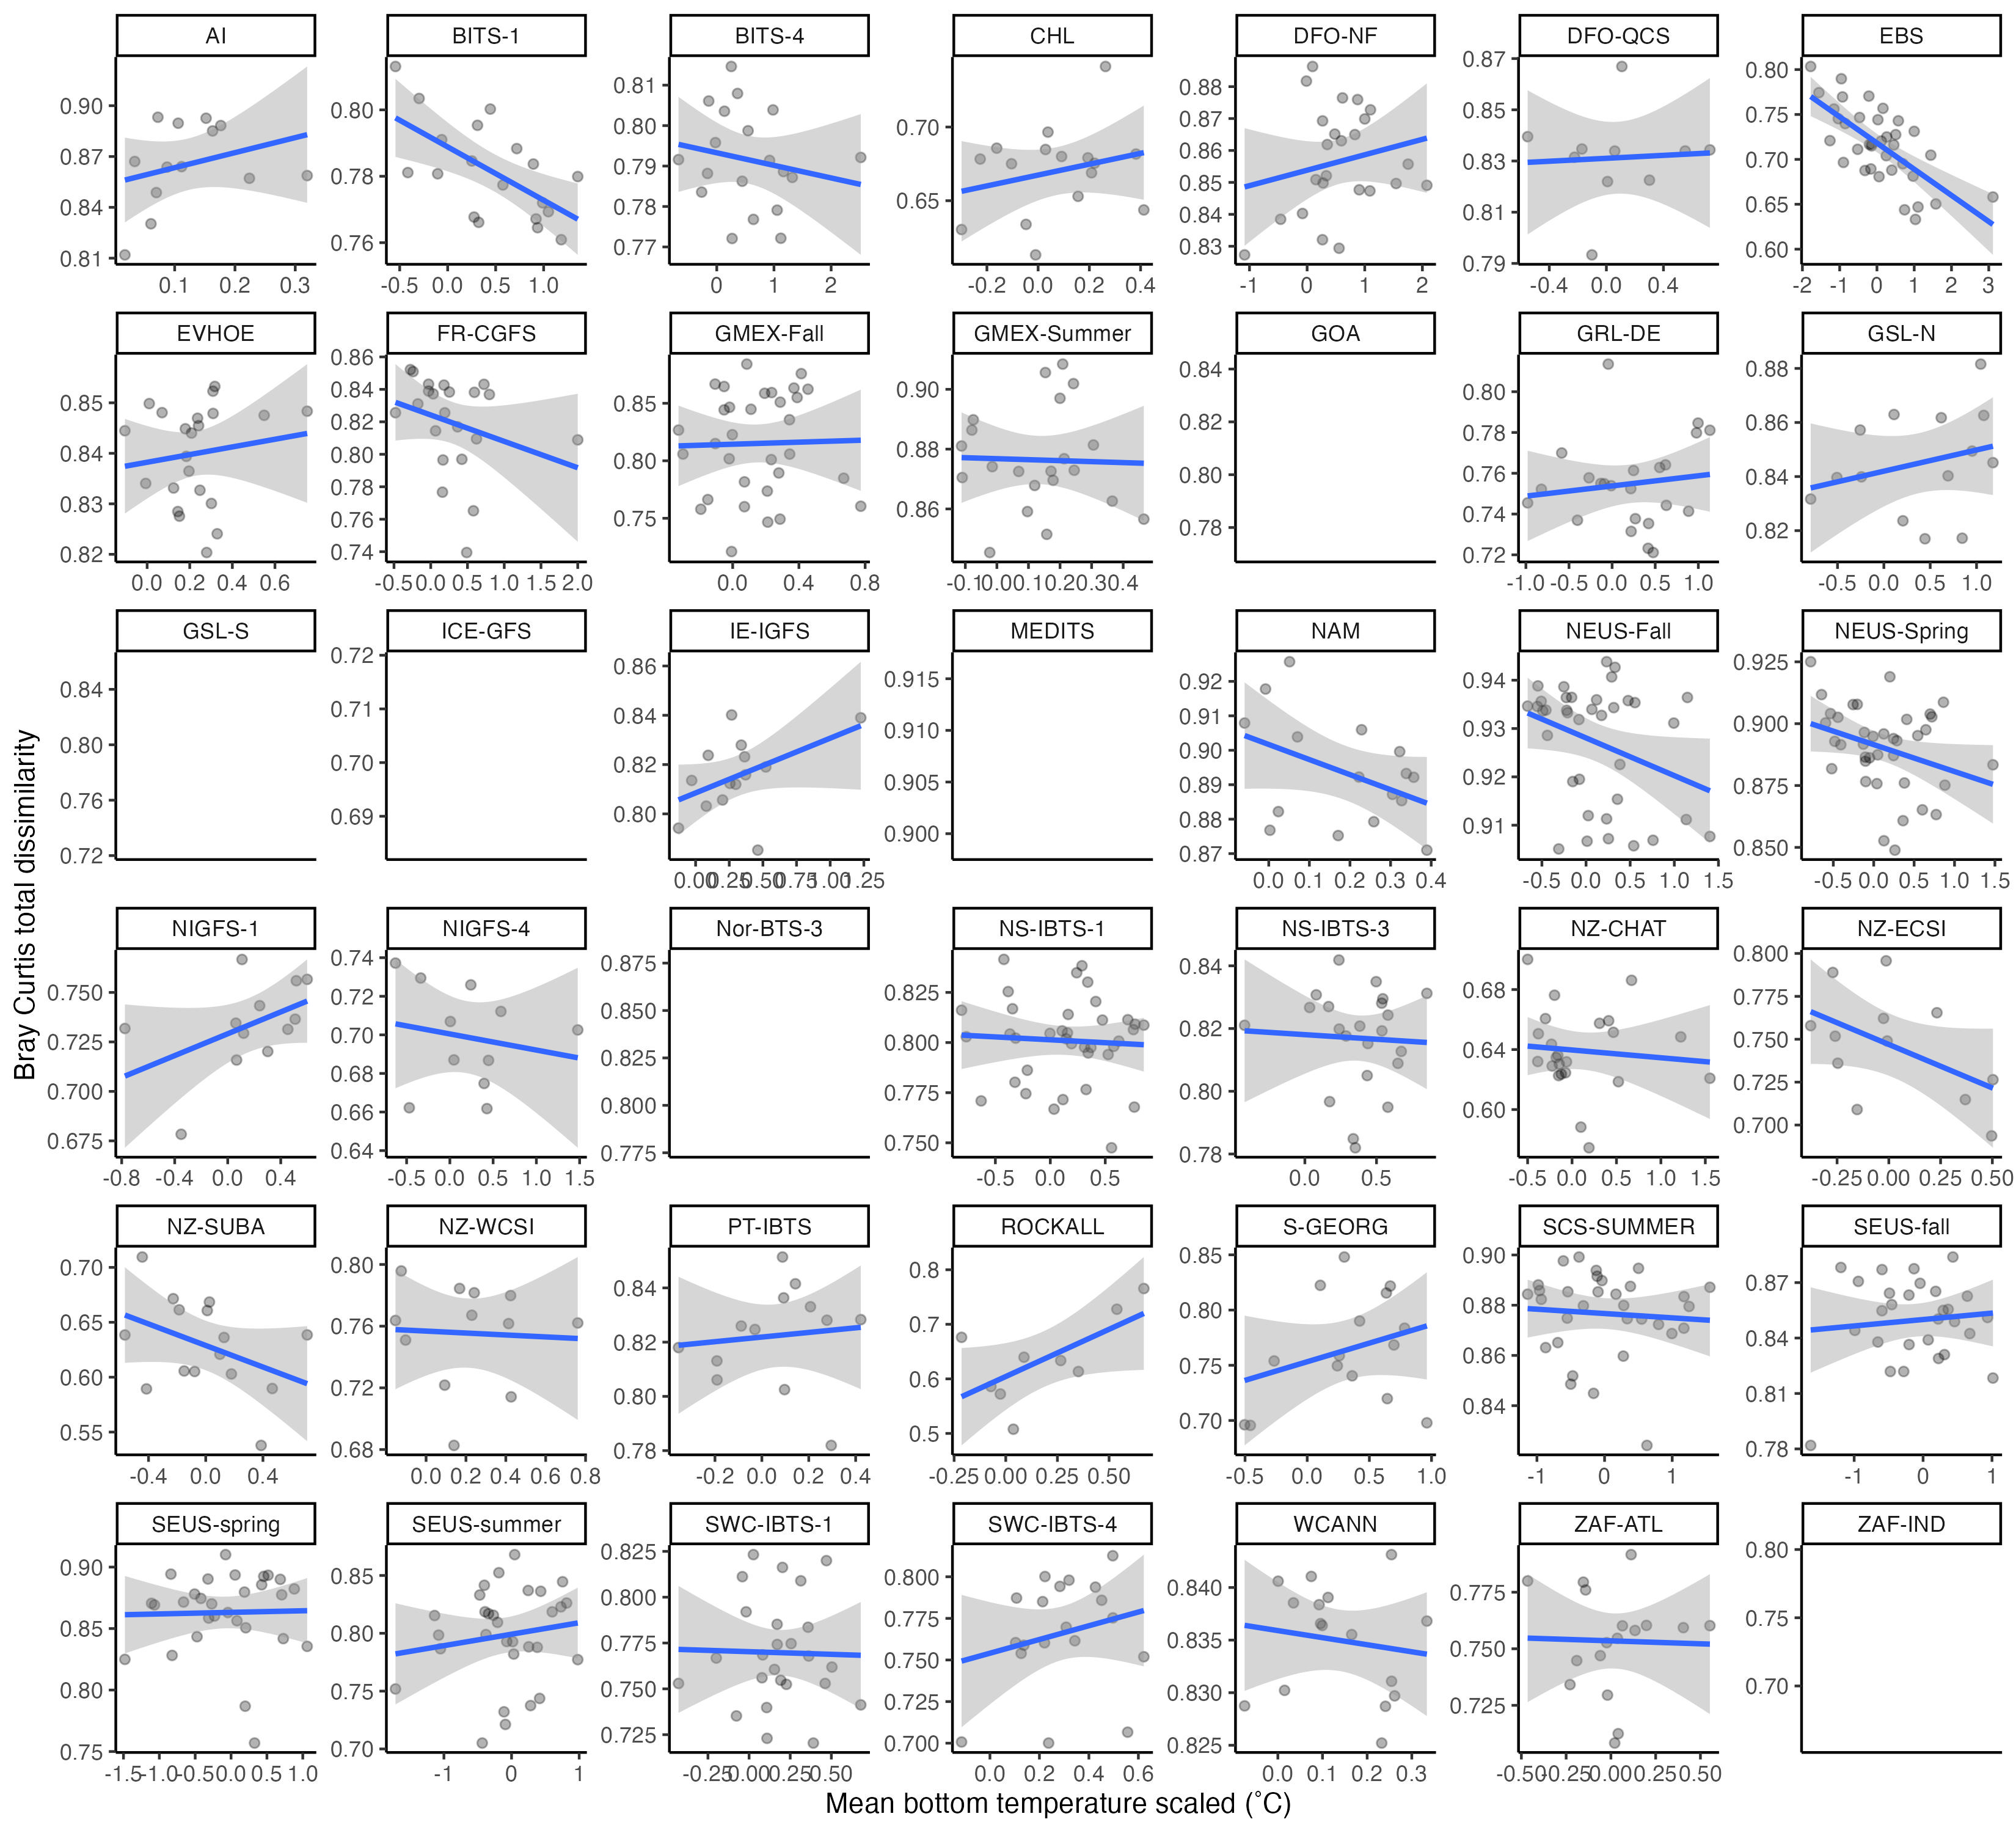 AI BITS-1 BITS-4 CHL DFO-NF DFO-QCS EBS
0.90 0.87 0.84 0.81
0.1 0.2 0.3
0.80 0.78 0.76
-0.5 0.0 0.5 1.0
0.81 0.80 0.79 0.78 0.77
0 1 2
0.70 0.65
-0.2 0.0 0.2 0.4
0.88 0.87 0.86 0.85 0.84 0.83
-1 0 1 2
0.87 0.85 0.83 0.81 0.79
-0.4 0.0 0.4
0.80 0.75 0.70 0.65 0.60
-2 -1 0 1 2 3
EVHOE FR-CGFS GMEX-Fall GMEX-Summer GOA GRL-DE GSL-N
0.85 0.84 0.83 0.82
0.0 0.2 0.4 0.6
0.86 0.84 0.82 0.80 0.78 0.76 0.74
-0.5 0.0 0.5 1.0 1.5 2.0
0.85 0.80 0.75
0.0 0.4 0.8
0.90 0.88 0.86
-0.1 0.0 0.1 0.2 0.3 0.4
0.84 0.82 0.80 0.78
0.80 0.78 0.76 0.74 0.72
-1.0 -0.5 0.0 0.5 1.0
0.88 0.86 0.84 0.82
-0.5 0.0 0.5 1.0
GSL-S ICE-GFS IE-IGFS MEDITS NAM NEUS-Fall NEUS-Spring
0.84 0.80 0.76 0.72
0.72 0.71 0.70 0.69
0.86 0.84 0.82 0.80
0.00 0.25 0.50 0.75 1.00 1.25
0.915 0.910 0.905 0.900
0.92 0.91 0.90 0.89 0.88 0.87
0.0 0.1 0.2 0.3 0.4
0.94 0.93 0.92 0.91
-0.5 0.0 0.5 1.0 1.5
0.925 0.900 0.875 0.850
-0.5 0.0 0.5 1.0 1.5
NIGFS-1 NIGFS-4 Nor-BTS-3 NS-IBTS-1 NS-IBTS-3 NZ-CHAT NZ-ECSI
0.750 0.725 0.700 0.675
-0.8 -0.4 0.0 0.4
0.74 0.72 0.70 0.68 0.66 0.64
-0.5 0.0 0.5 1.0 1.5
0.875 0.850 0.825 0.800 0.775
0.825 0.800 0.775 0.750
-0.5 0.0 0.5
0.84 0.82 0.80 0.78
0.0 0.5
0.68 0.64 0.60
-0.5 0.0 0.5 1.0 1.5
0.800 0.775 0.750 0.725 0.700
-0.25 0.00 0.25 0.50
NZ-SUBA NZ-WCSI PT-IBTS ROCKALL S-GEORG SCS-SUMMER SEUS-fall
0.70 0.65 0.60 0.55
-0.4 0.0 0.4
0.80 0.76 0.72 0.68
0.0 0.2 0.4 0.6 0.8
0.84 0.82 0.80 0.78
-0.2 0.0 0.2 0.4
0.8 0.7 0.6 0.5
-0.25 0.00 0.25 0.50
0.85 0.80 0.75 0.70
-0.5 0.0 0.5 1.0
0.90 0.88 0.86 0.84
-1 0 1
0.87 0.84 0.81 0.78
-1 0 1
SEUS-spring SEUS-summer SWC-IBTS-1 SWC-IBTS-4 WCANN ZAF-ATL ZAF-IND
0.90 0.85 0.80 0.75
-1.5 -1.0 -0.5 0.0 0.5 1.0
0.85 0.80 0.75 0.70
-1 0 1
0.825 0.800 0.775 0.750 0.725
-0.25 0.00 0.25 0.50
0.800 0.775 0.750 0.725 0.700
0.0 0.2 0.4 0.6
0.840 0.835 0.830 0.825
0.0 0.1 0.2 0.3
0.775 0.750 0.725
-0.50 -0.25 0.00 0.25 0.50
0.80 0.75 0.70
Bray Curtis total dissimilarity
Mean bottom temperature scaled (˚C)